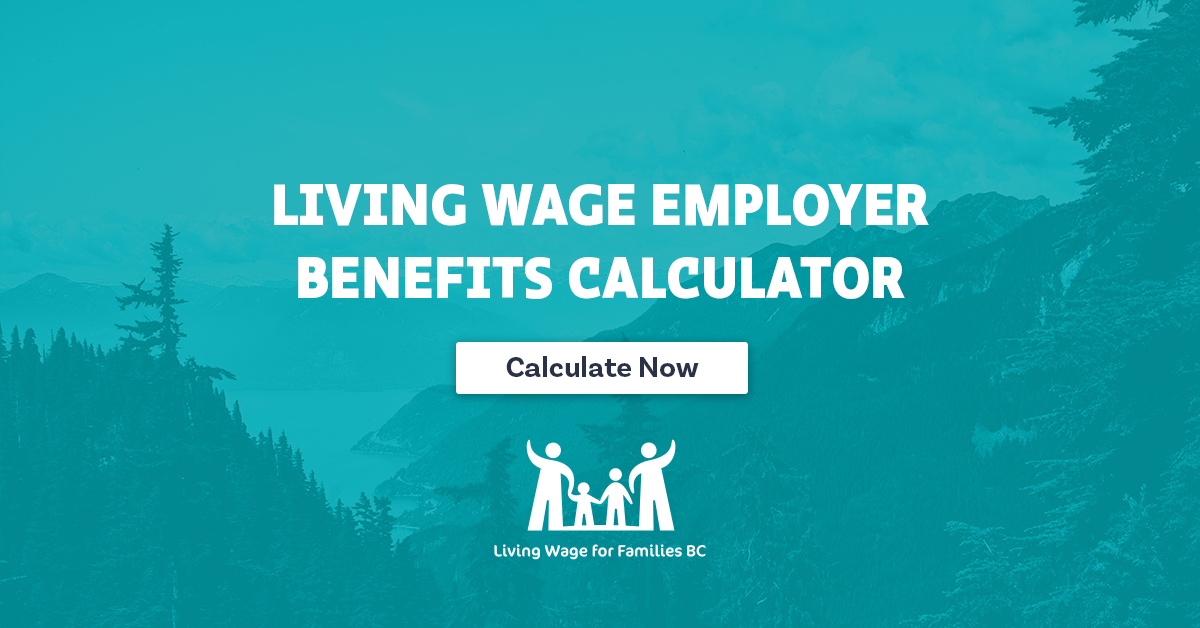 LIVING WAGE EMPLOYER
BENEFITS CALCULATOR
Calculate Now
Living Wage for Families BC